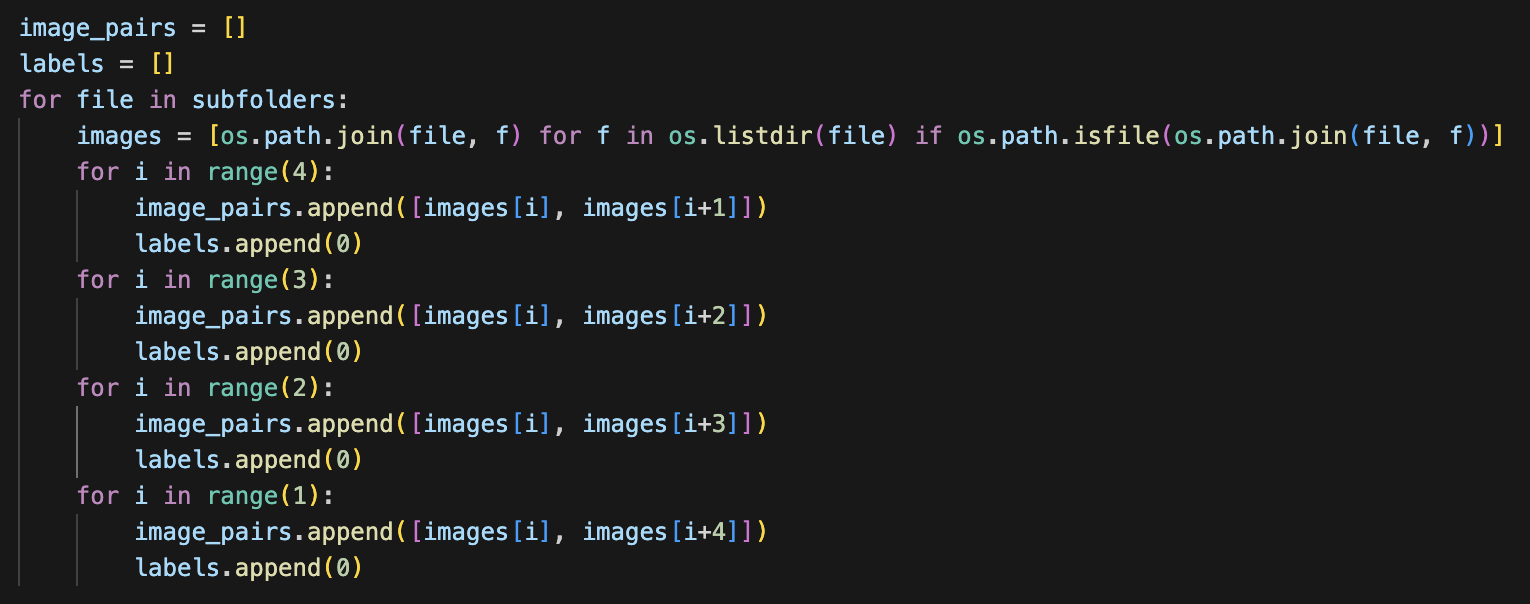 image_pairs = []
labels = []
for file in subfolders:
    images = [os.path.join(file, f) for f in os.listdir(file) if os.path.isfile(os.path.join(file, f))]
    for i in range(4):
        image_pairs.append([images[i], images[i+1]])
        labels.append(0)
    for i in range(3):
        image_pairs.append([images[i], images[i+2]])
        labels.append(0)
    for i in range(2):
        image_pairs.append([images[i], images[i+3]])
        labels.append(0)
    for i in range(1):
        image_pairs.append([images[i], images[i+4]])
        labels.append(0)